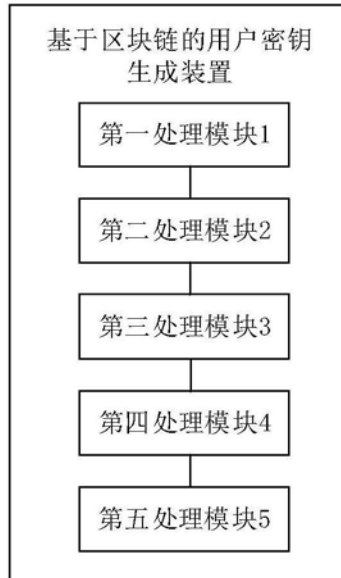 基于区块链的用户密钥
生成装置
第一处理模块1
第二处理模块2
第三处理模块3
第四处理模块4
第五处理模块5